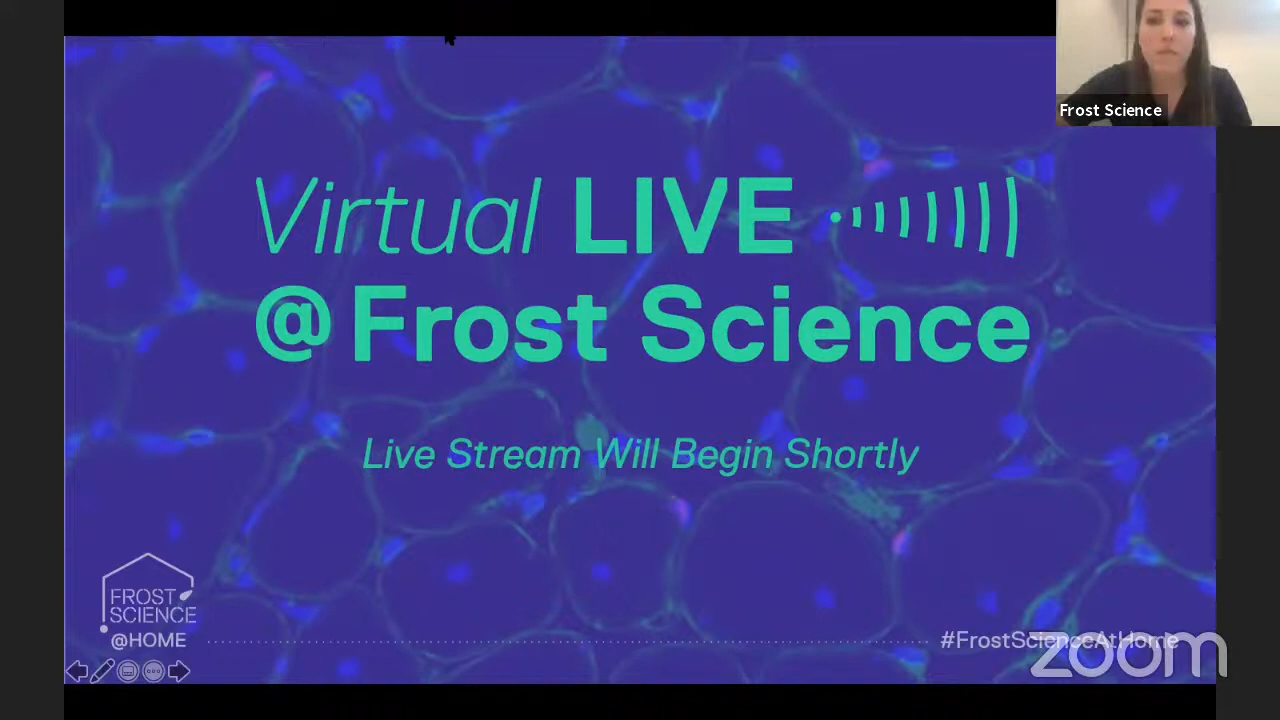 Frost Science
Virtual LIVE
@Frost Science
Live Stream Will Begin Shortly
FROST
SCIENCE
@HOME
#FrostScienceAtHome
zoom